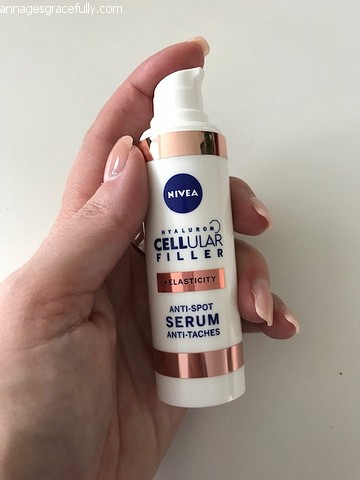 annagesgracefully.com
NIVEA
HYALURON
CELLULAR
FILLER
+ELASTICITY
ANTI-SPOT
SERUM
ANTI-TACHES